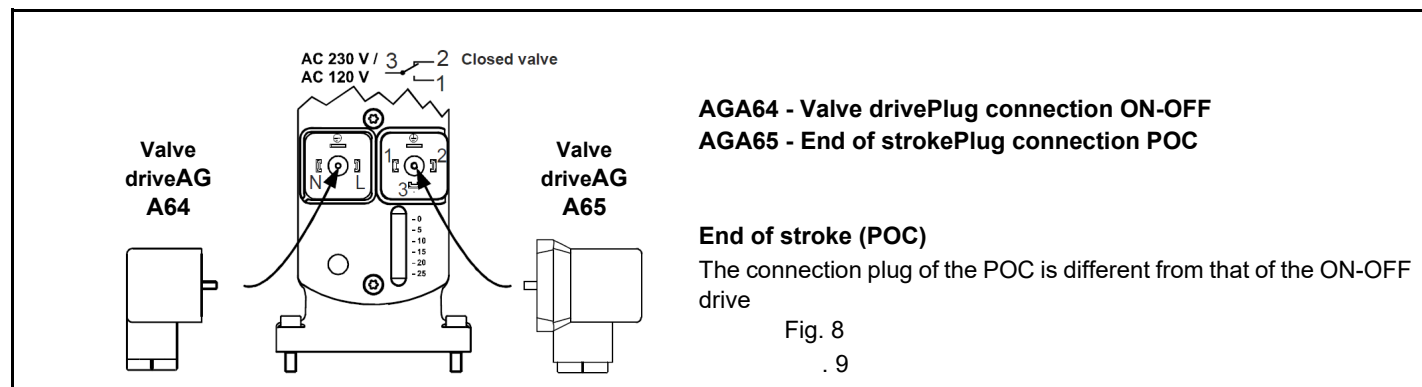 AC 230 V / 3 2 Closed valve
AC 120 V 1
Valve
driveAG
A64
N L
1 2
3
-0
-5
-10
-15
-20
-25
Valve
driveAG
A65
AGA64 - Valve drivePlug connection ON-OFF
AGA65 - End of strokePlug connection POC
End of stroke (POC)
The connection plug of the POC is different from that of the ON-OFF
drive
Fig. 8
. 9